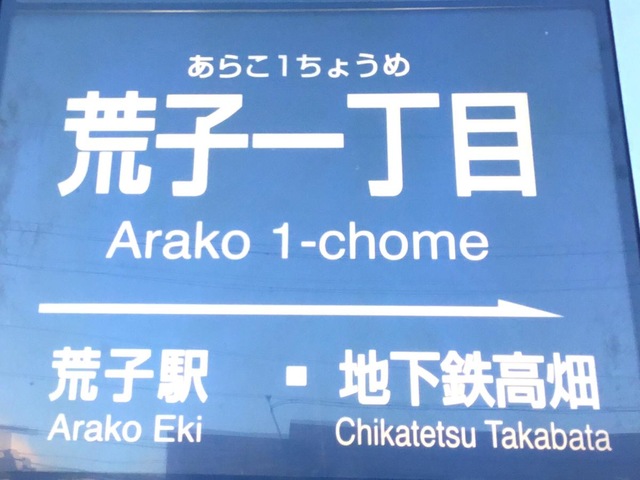 あらこ1ちょうめ
荒子一丁目
Arako 1-chome
荒子駅 ■ 地下鉄高畑
Arako Eki Chikatetsu Takabata